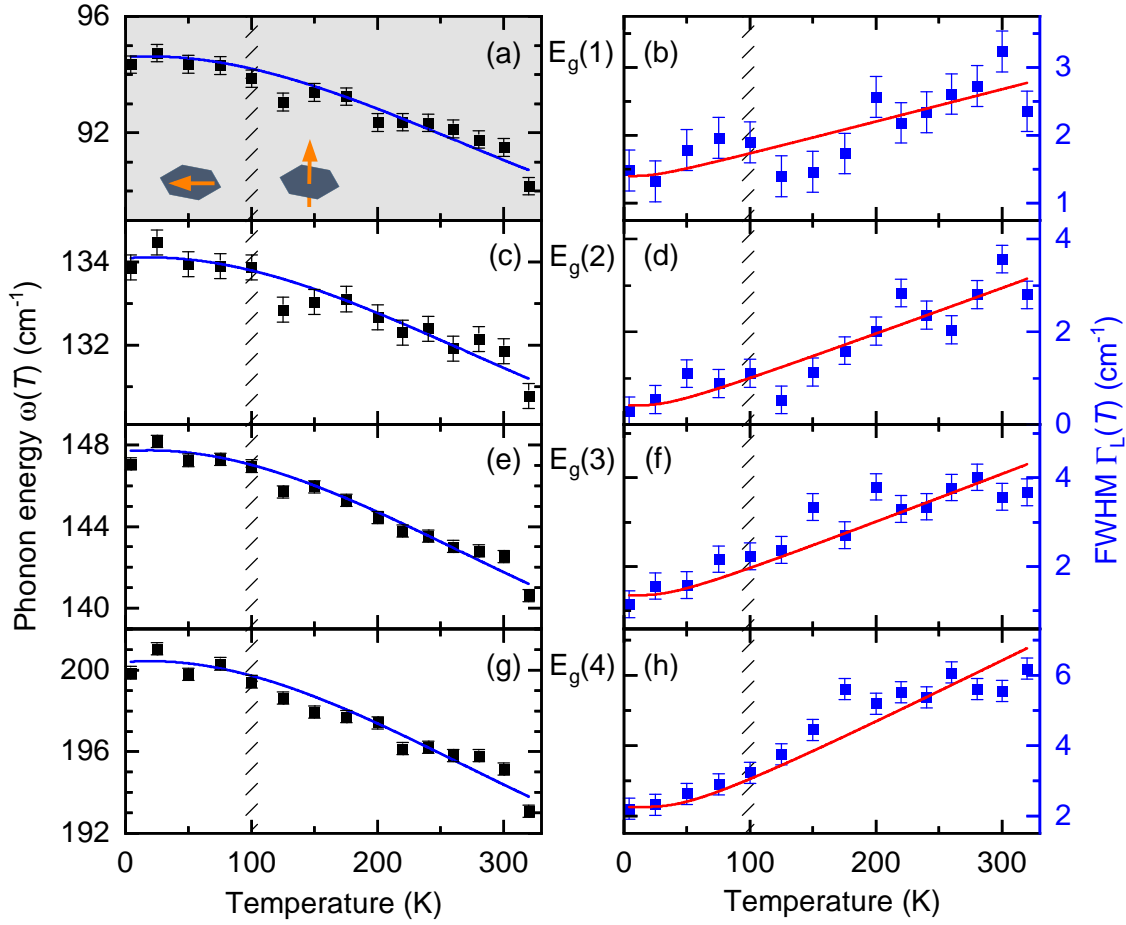 96
92
(a)
E_g(1)
(b)
3
2
1
134
132
(c)
E_g(2)
(d)
4
2
0
148
144
140
(e)
E_g(3)
(f)
4
2
200
196
192
(g)
E_g(4)
(h)
6
4
2
Phonon energy ω(T) (cm⁻¹)
FWHM Γ_L(T) (cm⁻¹)
0 100 200 300
0 100 200 300
Temperature (K)
Temperature (K)